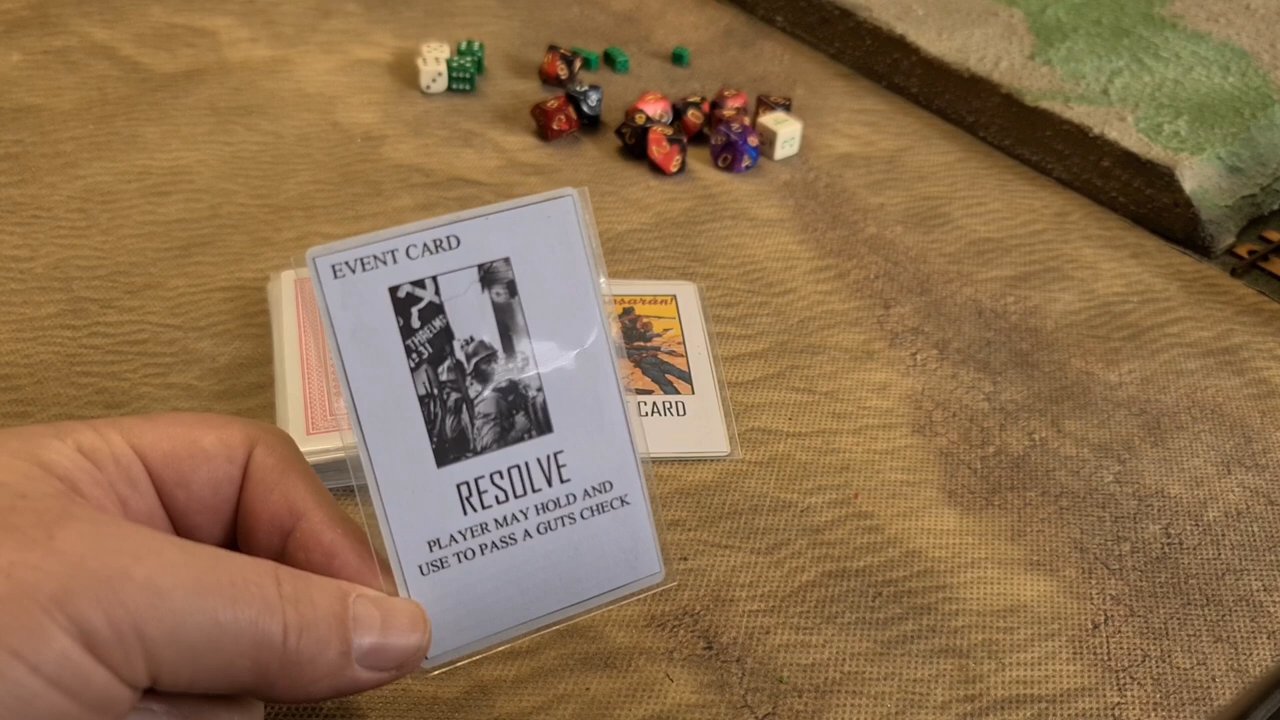 EVENT CARD
RESOLVE
PLAYER MAY HOLD AND
USE TO PASS A GUTS CHECK
CARD